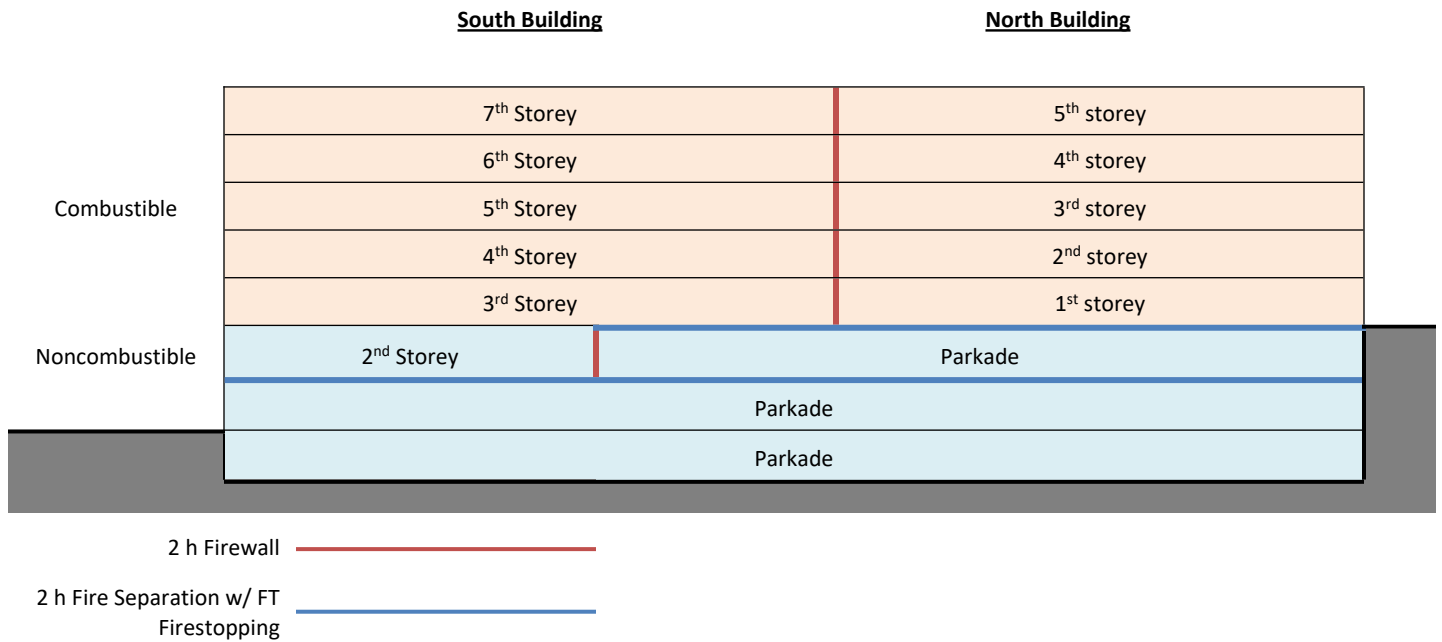 South Building
North Building
7th Storey
5th storey
6th Storey
4th storey
Combustible
5th Storey
3rd storey
4th Storey
2nd storey
3rd Storey
1st storey
Noncombustible
2nd Storey
Parkade
Parkade
Parkade
2 h Firewall
2 h Fire Separation w/ FT
Firestopping